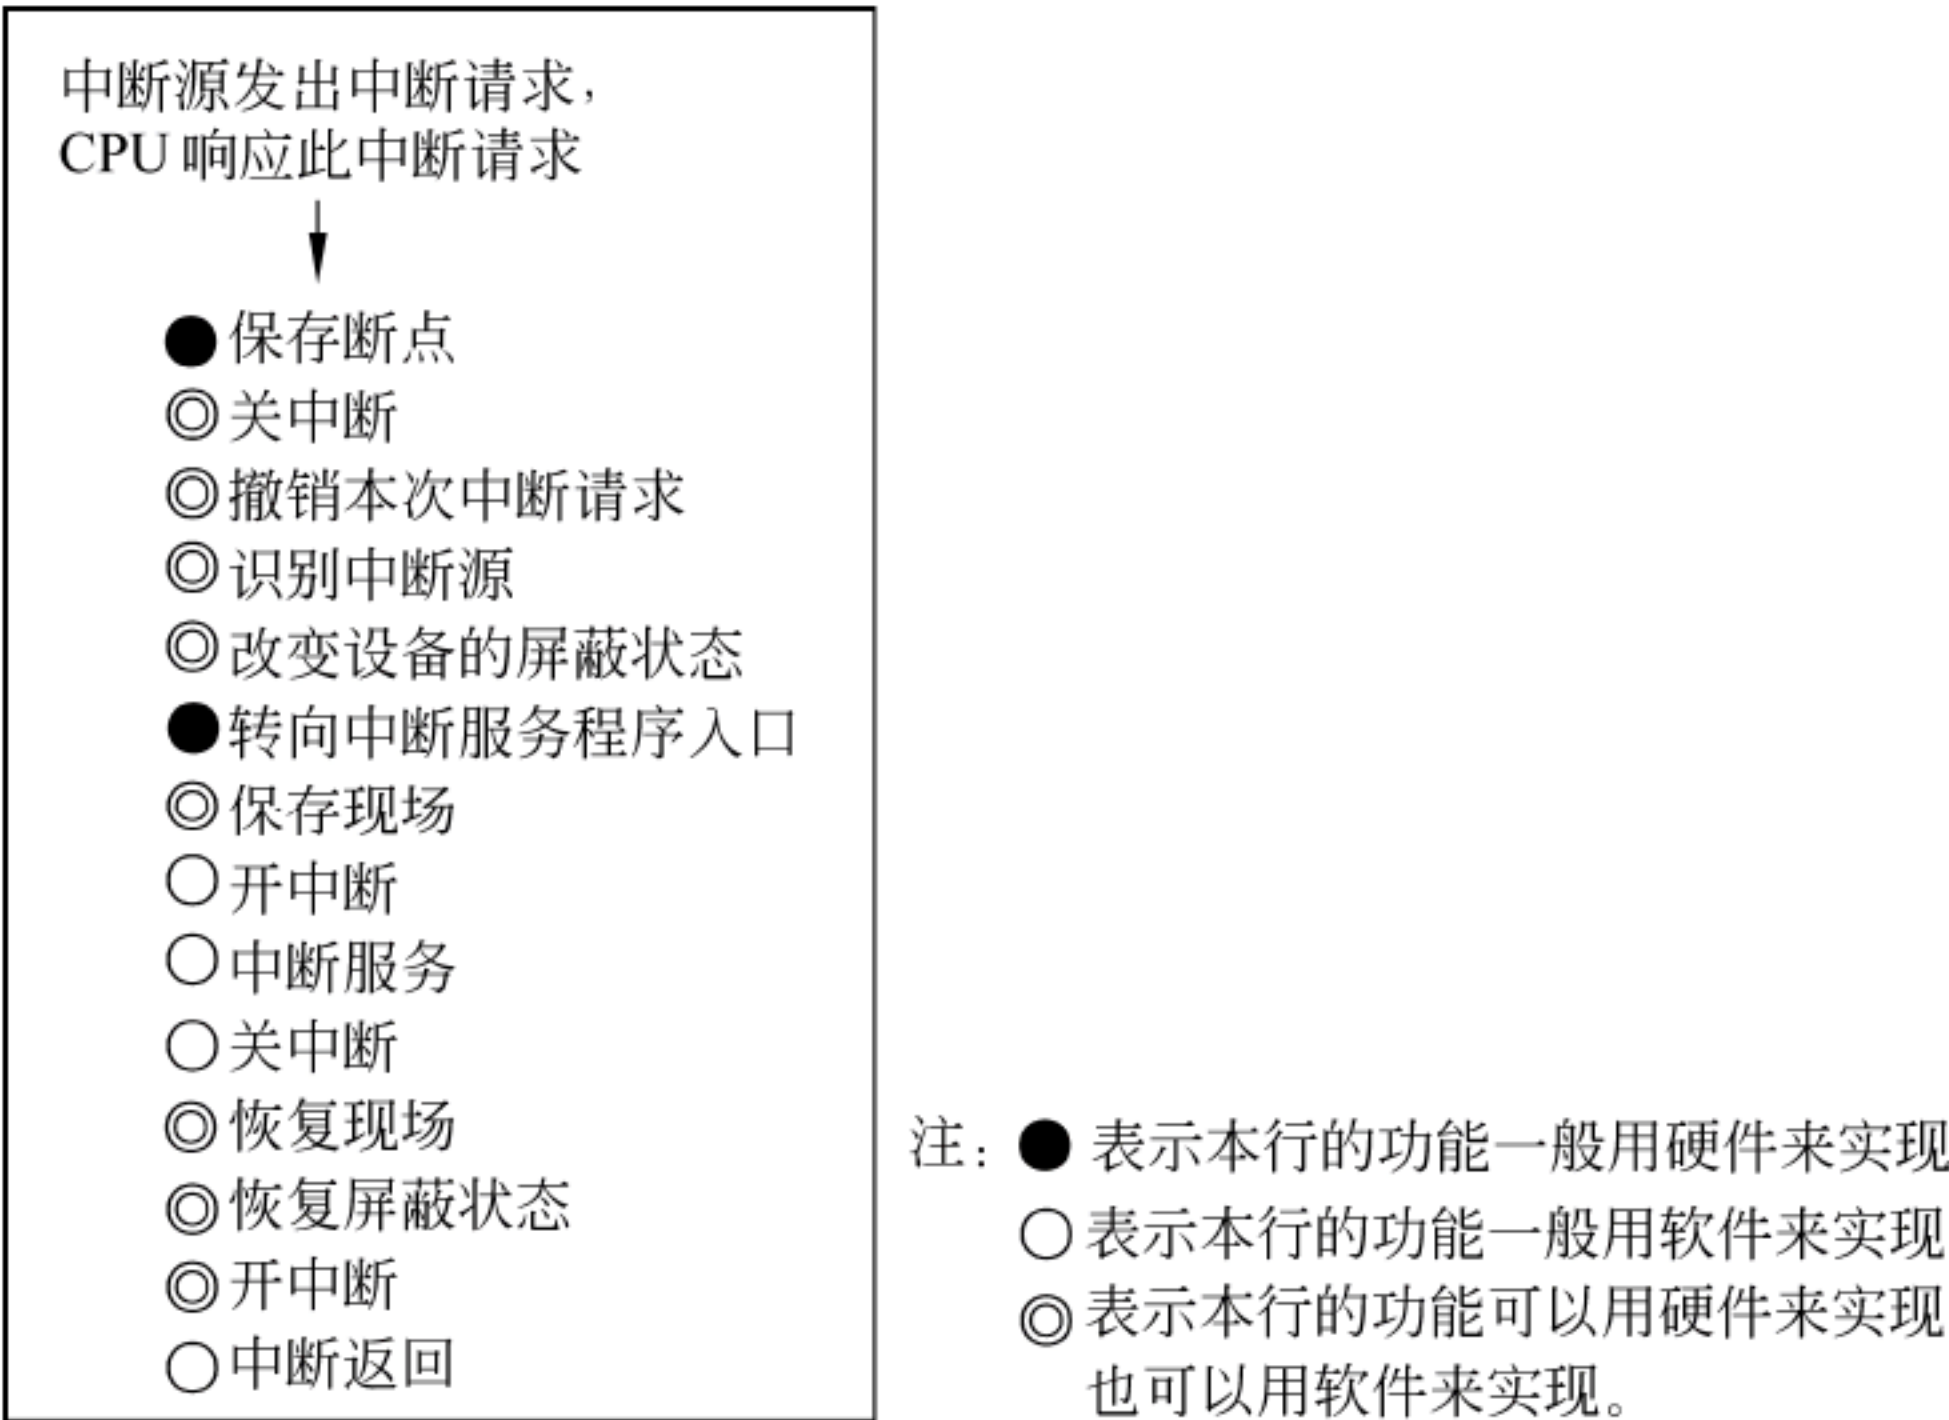 中断源发出中断请求，
CPU 响应此中断请求
●保存断点
◎关中断
◎撤销本次中断请求
◎识别中断源
◎改变设备的屏蔽状态
●转向中断服务程序入口
◎保存现场
○开中断
○中断服务
○关中断
◎恢复现场
◎恢复屏蔽状态
◎开中断
○中断返回
注：● 表示本行的功能一般用硬件来实现
○表示本行的功能一般用软件来实现
◎表示本行的功能可以用硬件来实现
也可以用软件来实现。